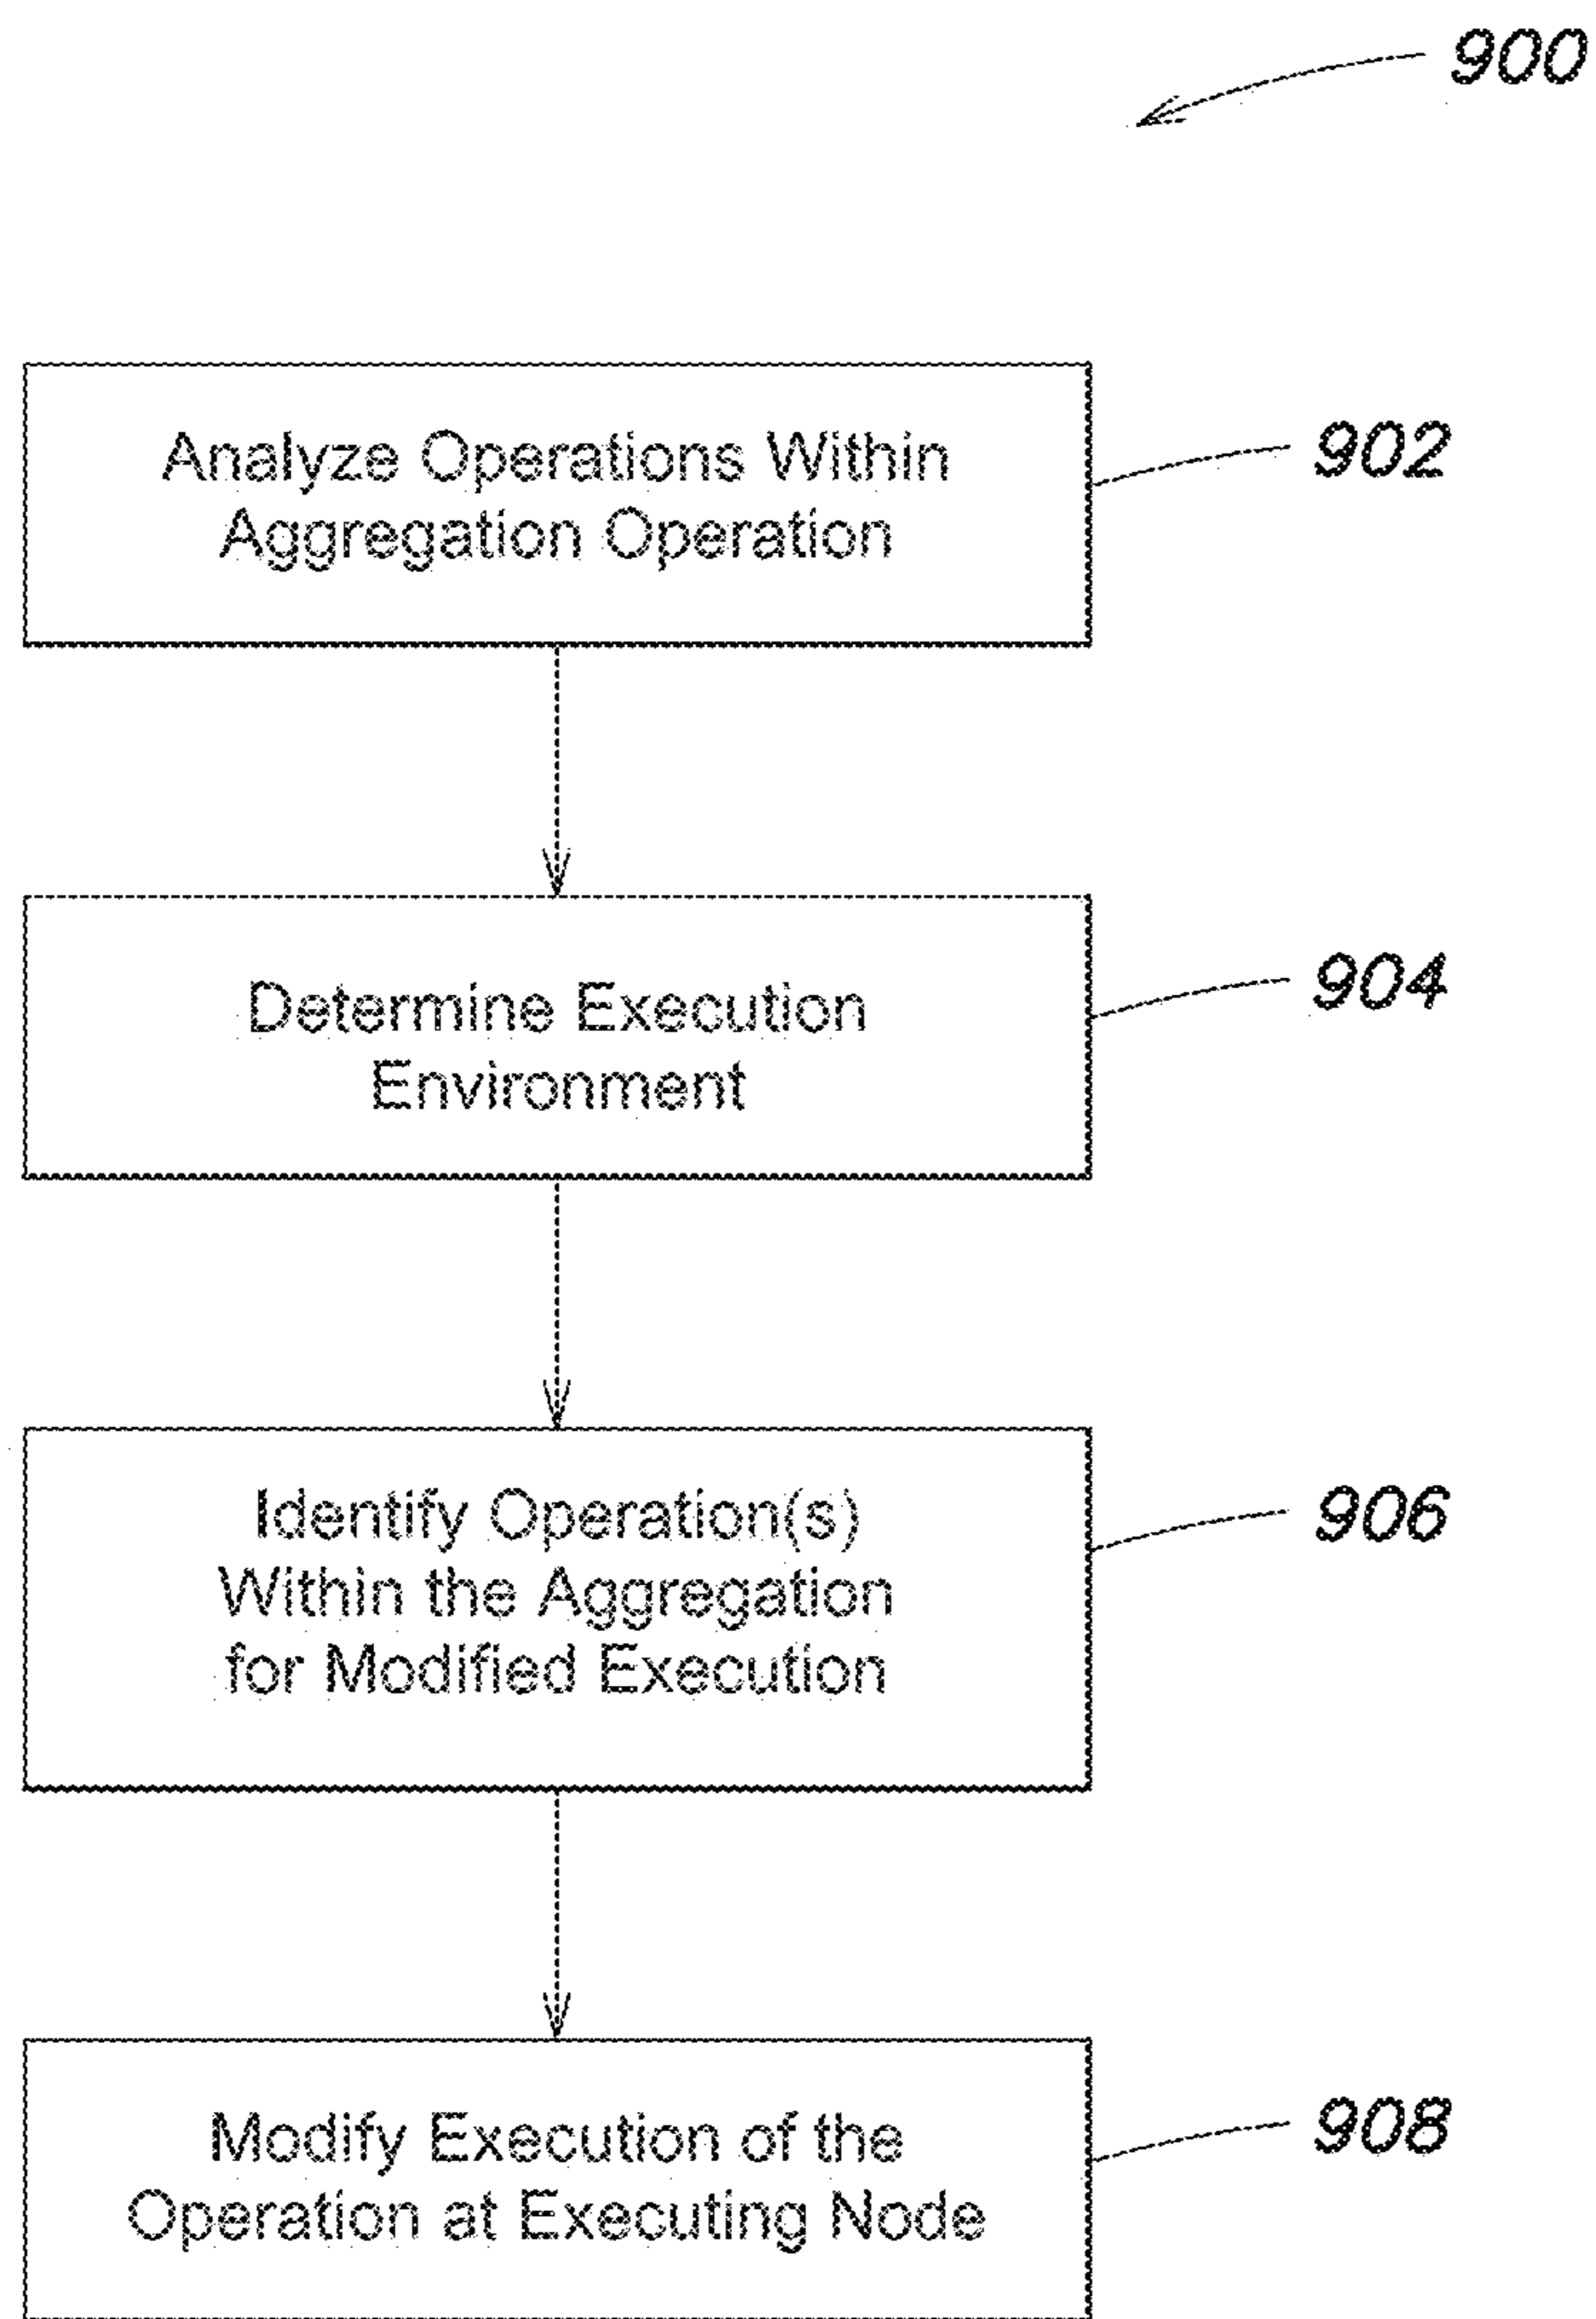 900
Analyze Operations Within
Aggregation Operation
902
Determine Execution
Environment
904
Identify Operation(s)
Within the Aggregation
for Modified Execution
906
Modify Execution of the
Operation at Executing Node
908